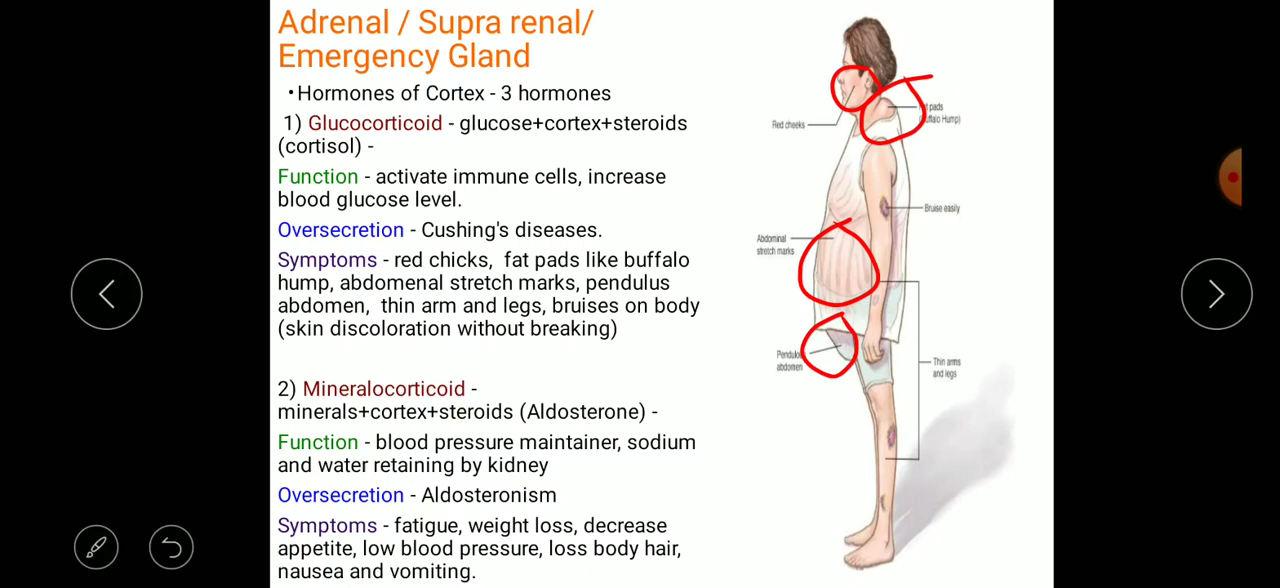 Adrenal / Supra renal/
Emergency Gland
•Hormones of Cortex - 3 hormones
1) Glucocorticoid - glucose+cortex+steroids
(cortisol) -
Function - activate immune cells, increase
blood glucose level.
Oversecretion - Cushing's diseases.
Symptoms - red chicks, fat pads like buffalo
hump, abdomenal stretch marks, pendulus
abdomen, thin arm and legs, bruises on body
(skin discoloration without breaking)
2) Mineralocorticoid -
minerals+cortex+steroids (Aldosterone) -
Function - blood pressure maintainer, sodium
and water retaining by kidney
Oversecretion - Aldosteronism
Symptoms - fatigue, weight loss, decrease
appetite, low blood pressure, loss body hair,
nausea and vomiting.
pads
Hump)
Red cheeks
Bruise easily
Abdominal
stretch marks
abdomen
Thin arms
and legs